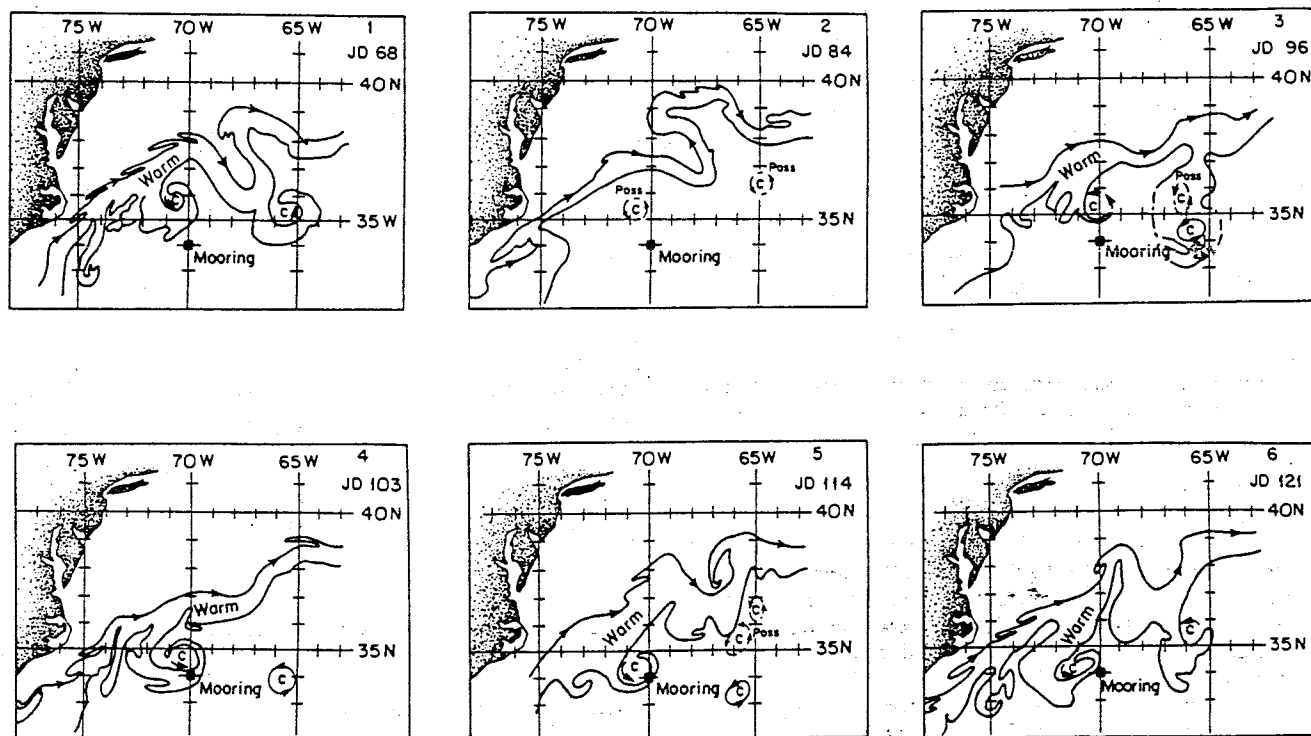 75W 70W 65W 1
JD 68
40N
Warm
C
C
35N
Mooring
75W 70W 65W 2
JD 84
40N
Poss
C
Poss
C
35N
Mooring
75W 70W 65W 3
JD 96
40N
Warm
Poss
C
C
35N
C
Mooring
75W 70W 65W 4
JD 103
40N
Warm
35N
C
Mooring
C
75W 70W 65W 5
JD 114
40N
Warm
C
C
Poss
35N
C
Mooring
C
75W 70W 65W 6
JD 121
40N
Warm
C
35N
C
Mooring